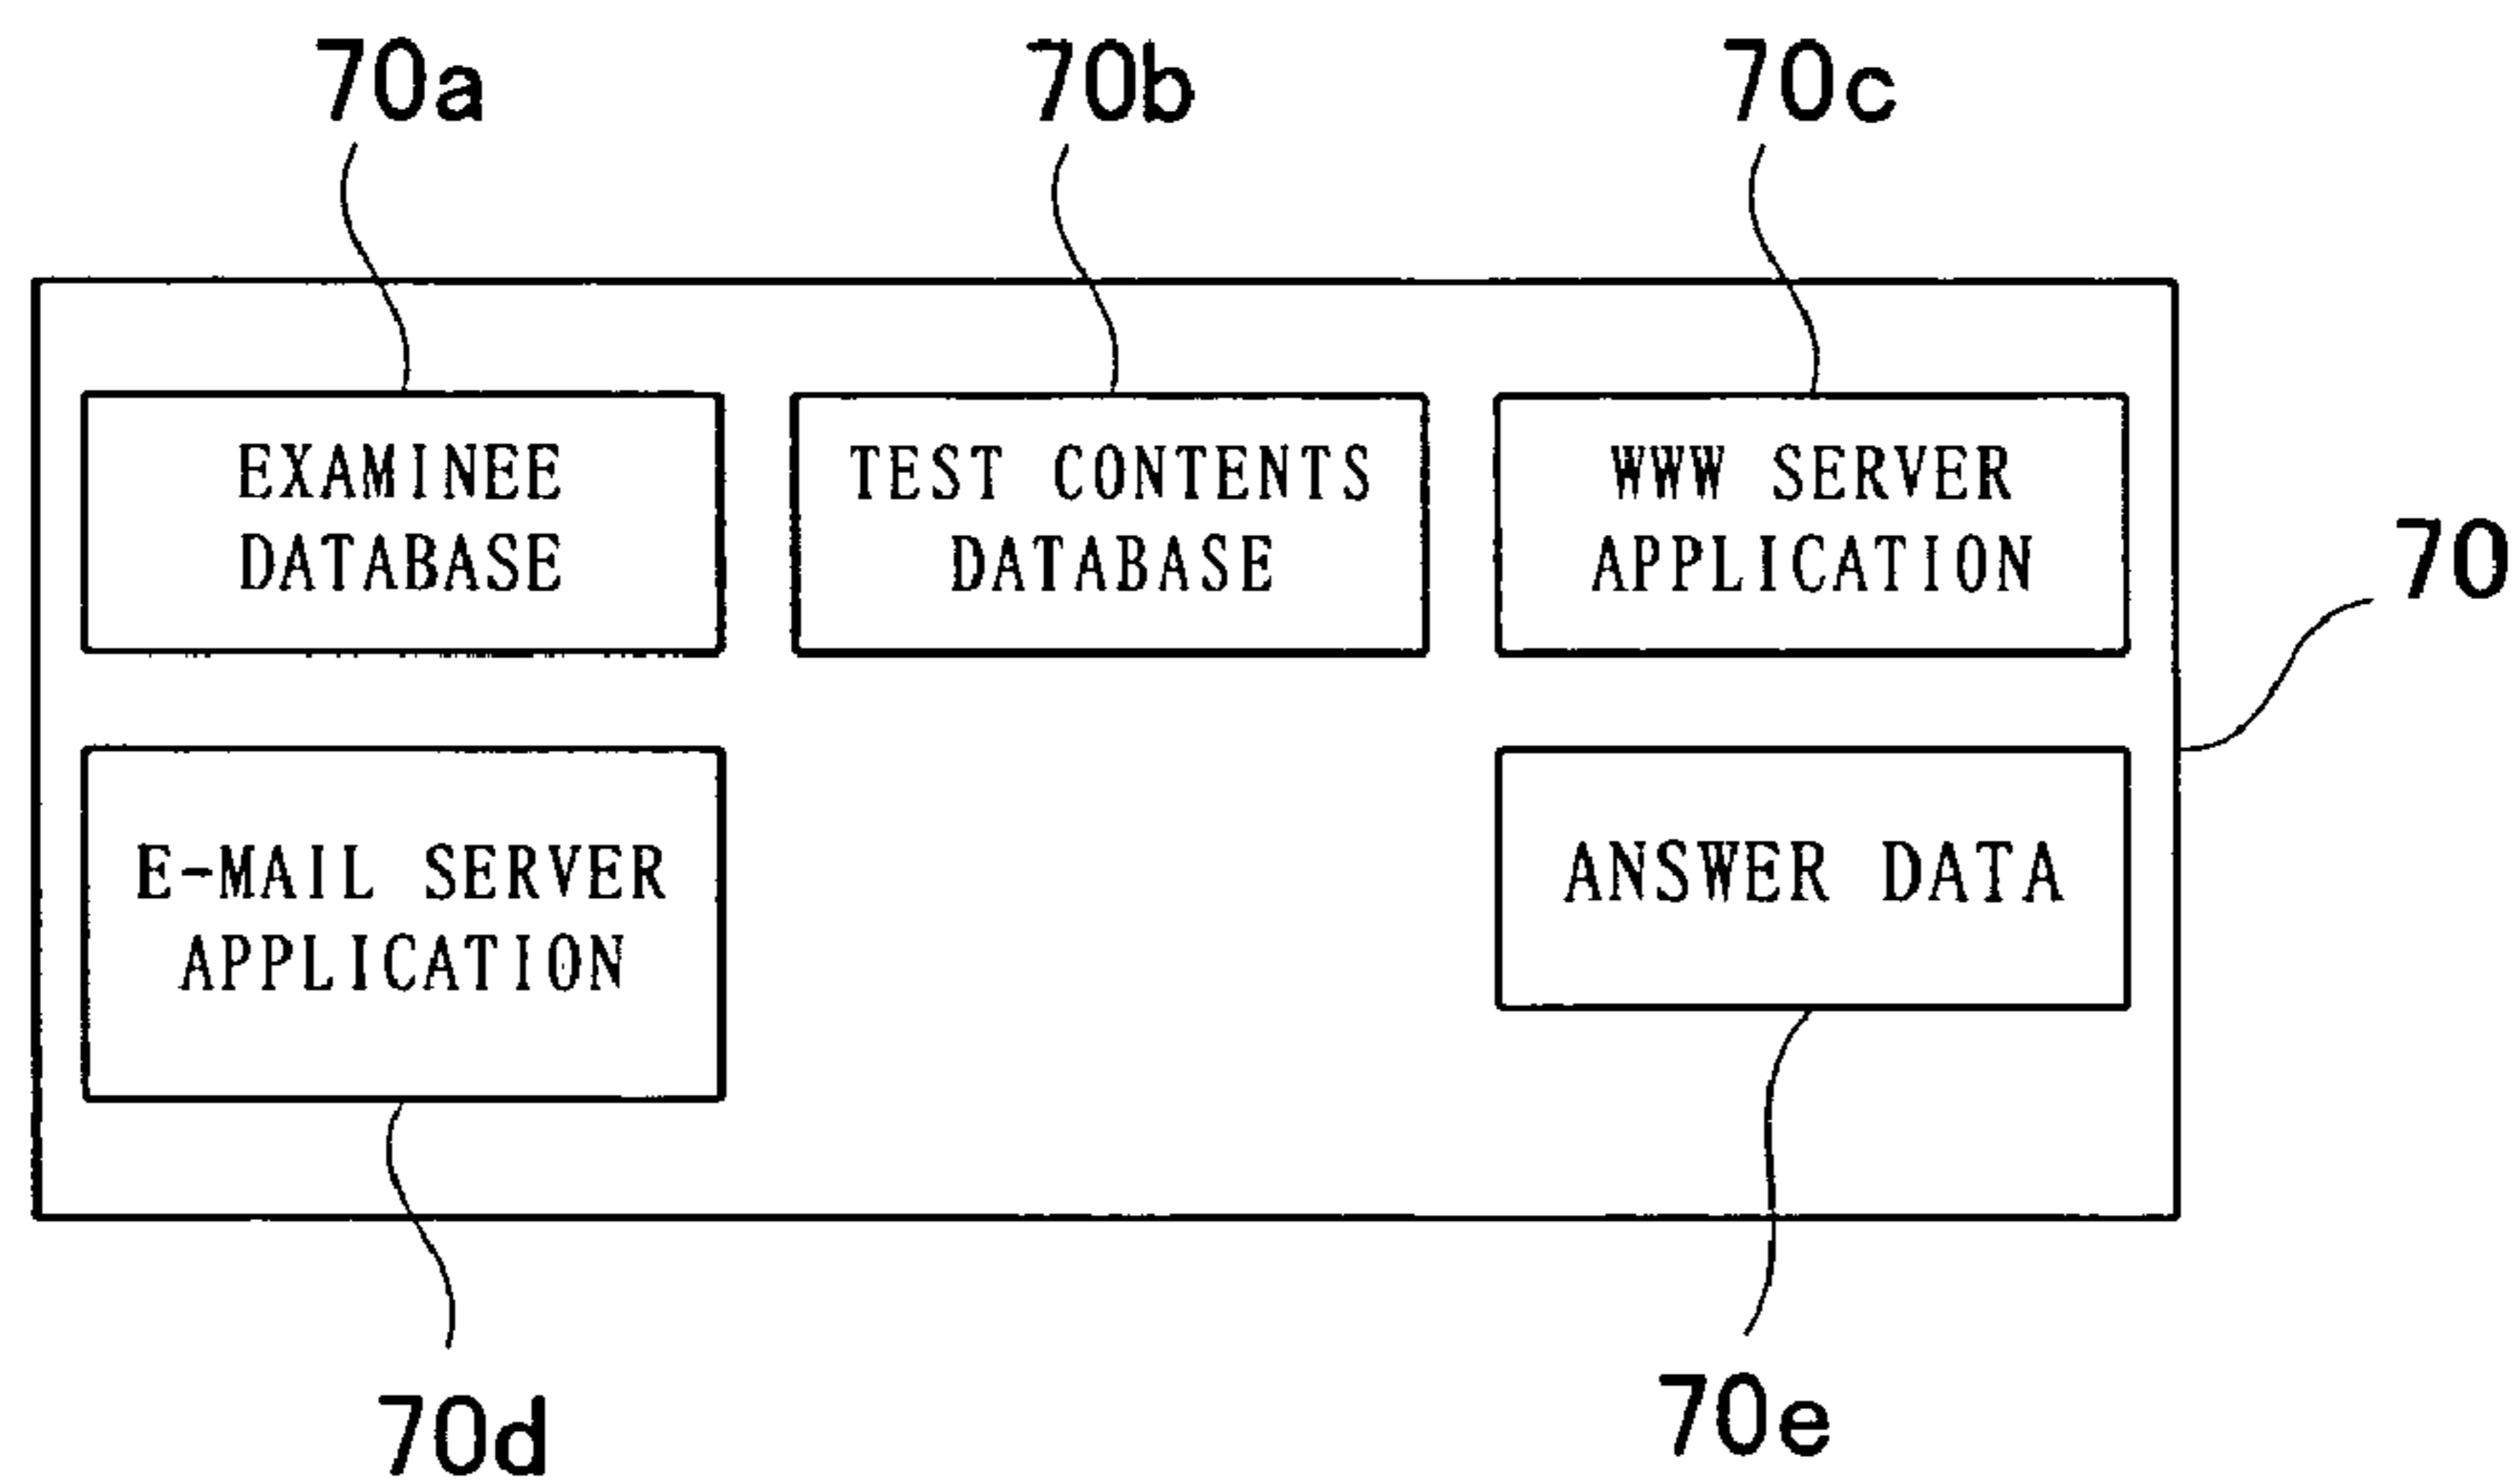 70a
70b
70c
EXAMINEE
DATABASE
TEST CONTENTS
DATABASE
WWW SERVER
APPLICATION
70
E-MAIL SERVER
APPLICATION
ANSWER DATA
70d
70e